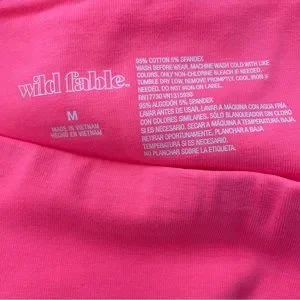 wild fable.
M
MADE IN VIETNAM
HECHO EN VIETNAM
95% COTTON 5% SPANDEX
WASH BEFORE WEAR, MACHINE WASH COLD WITH LIKE
COLORS, ONLY NON-CHLORINE BLEACH IF NEEDED.
TUMBLE DRY LOW, REMOVE PROMPTLY, COOL IRON IF
NEEDED. DO NOT IRON ON LABEL.
95% ALGODÓN 5% SPANDEX
LAVAR ANTES DE USAR. LAVAR A MÁQUINA CON AGUA FRÍA
CON COLORES SIMILARES. SÓLO BLANQUEADOR SIN CLORO
SI ES NECESARIO. SECAR A MÁQUINA A TEMPERATURA BAJA.
RETIRAR OPORTUNAMENTE. PLANCHAR A BAJA
TEMPERATURA SI ES NECESARIO.
NO PLANCHAR SOBRE LA ETIQUETA.